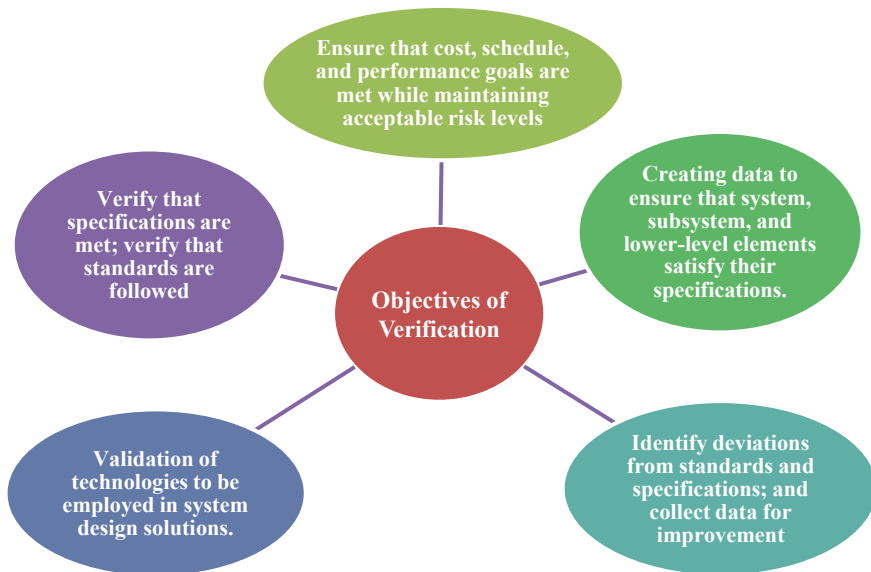 Ensure that cost, schedule,
and performance goals are
met while maintaining
acceptable risk levels
Creating data to
ensure that system,
subsystem, and
lower-level elements
satisfy their
specifications.
Verify that
specifications are
met; verify that
standards are
followed
Objectives of
Verification
Validation of
technologies to be
employed in system
design solutions.
Identify deviations
from standards and
specifications; and
collect data for
improvement